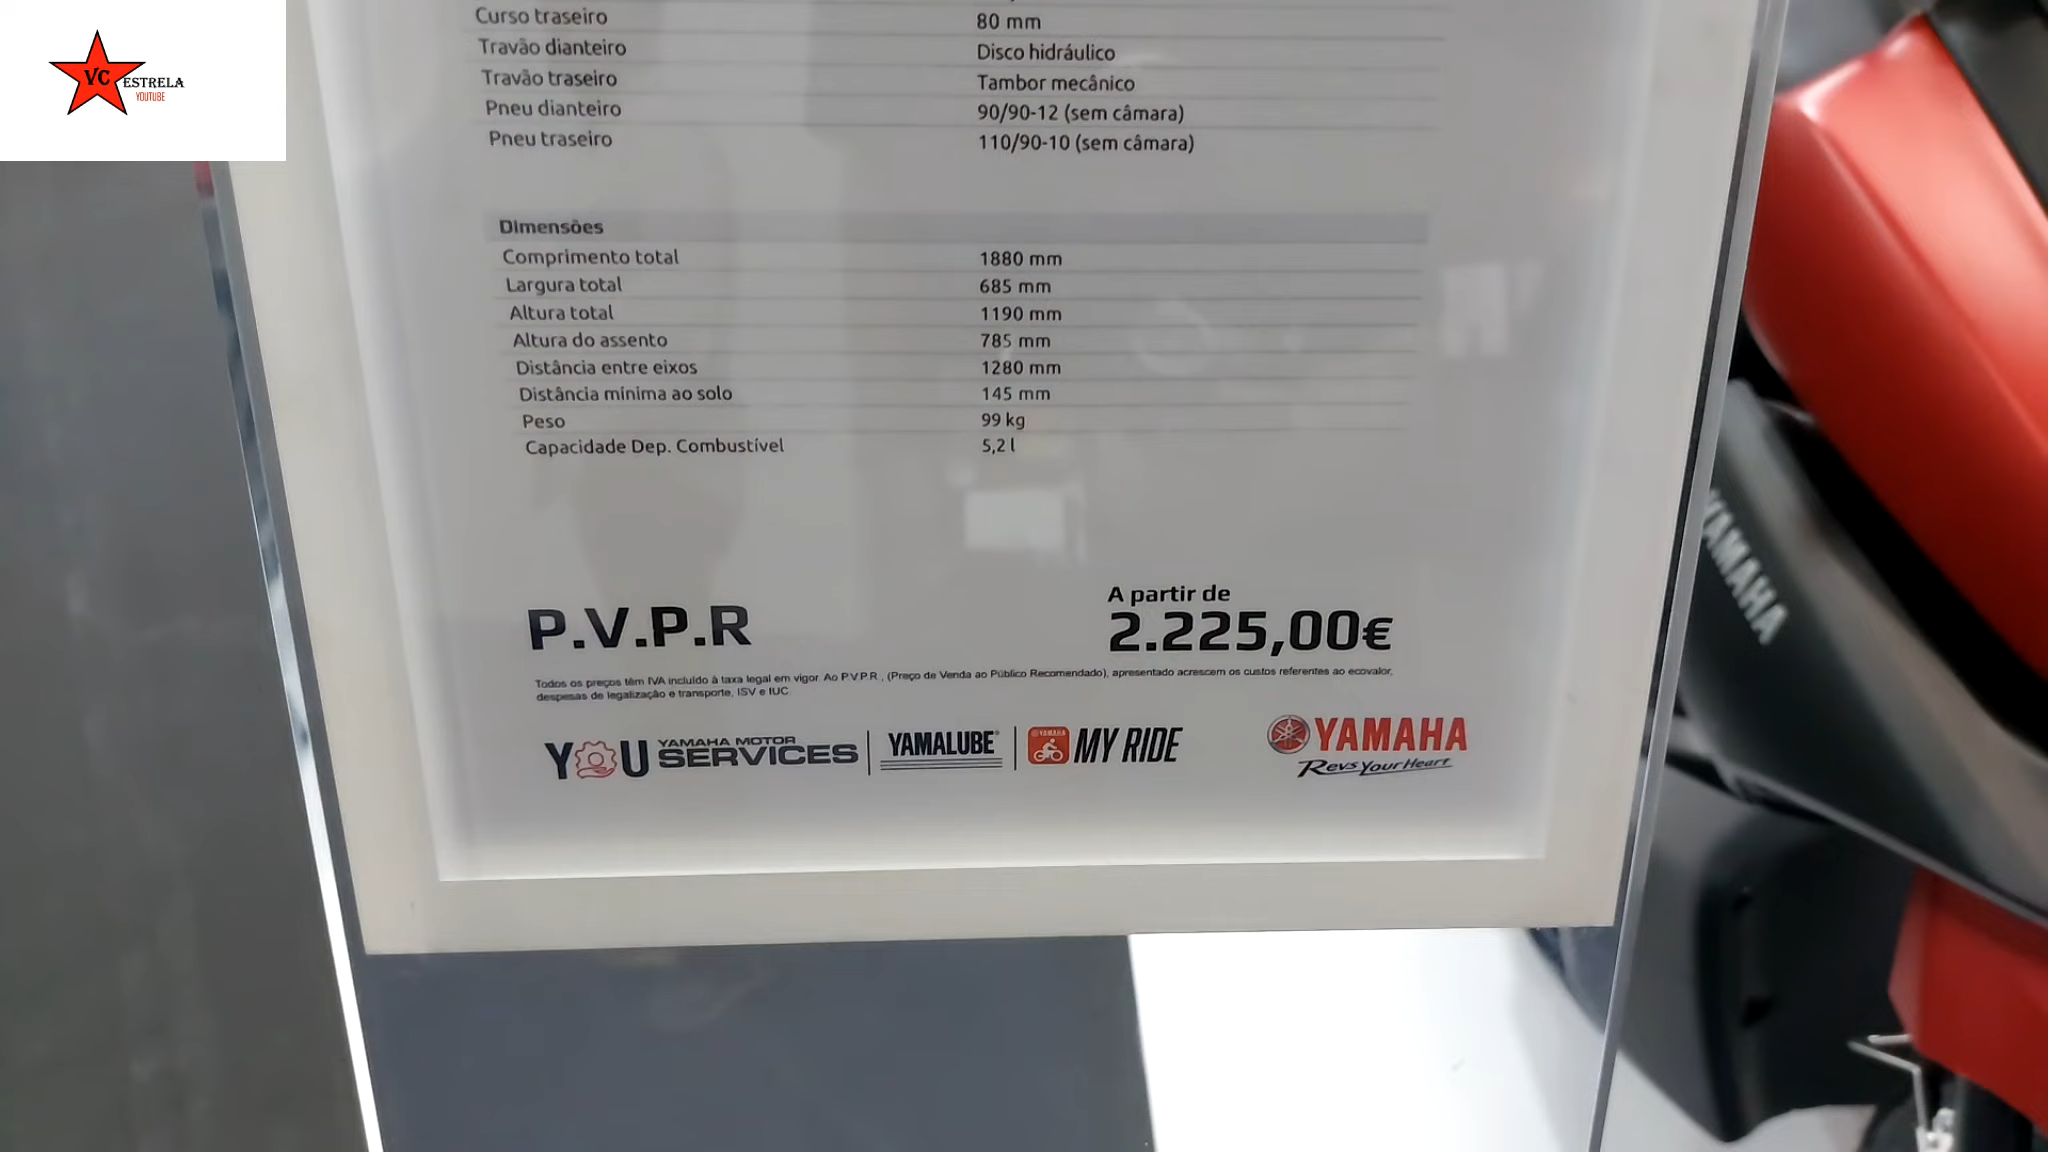 VC ESTRELA
YOUTUBE
Curso traseiro 80 mm
Travão dianteiro Disco hidráulico
Travão traseiro Tambor mecânico
Pneu dianteiro 90/90-12 (sem câmara)
Pneu traseiro 110/90-10 (sem câmara)
Dimensões
Comprimento total 1880 mm
Largura total 685 mm
Altura total 1190 mm
Altura do assento 785 mm
Distância entre eixos 1280 mm
Distância mínima ao solo 145 mm
Peso 99 kg
Capacidade Dep. Combustível 5,2 l
A partir de
P.V.P.R 2.225,00€
Todos os preços têm IVA incluído à taxa legal em vigor. Ao P.V.P.R., (Preço de Venda ao Público Recomendado), apresentado acrescem os custos referentes ao ecovalor,
despesas de legalização e transporte, ISV e IUC
YOU YAMAHA MOTOR SERVICES YAMALUBE YAMAHA MY RIDE YAMAHA
Revs Your Heart
YAMAHA